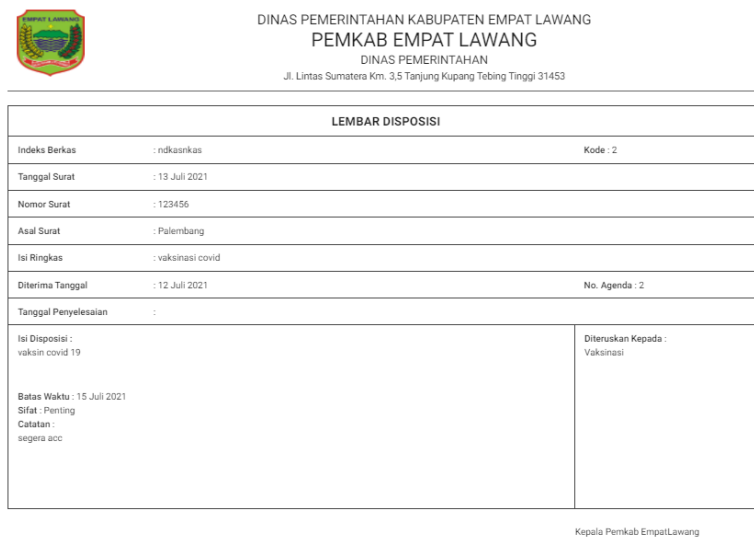 EMPAT LAWANG
DINAS PEMERINTAHAN KABUPATEN EMPAT LAWANG
PEMKAB EMPAT LAWANG
DINAS PEMERINTAHAN
Jl. Lintas Sumatera Km. 3,5 Tanjung Kupang Tebing Tinggi 31453
LEMBAR DISPOSISI
Indeks Berkas : ndkasnkas Kode : 2
Tanggal Surat : 13 Juli 2021
Nomor Surat : 123456
Asal Surat : Palembang
Isi Ringkas : vaksinasi covid
Diterima Tanggal : 12 Juli 2021 No. Agenda : 2
Tanggal Penyelesaian :
Isi Disposisi :
vaksin covid 19
Batas Waktu : 15 Juli 2021
Sifat : Penting
Catatan :
segera acc
Diteruskan Kepada :
Vaksinasi
Kepala Pemkab EmpatLawang